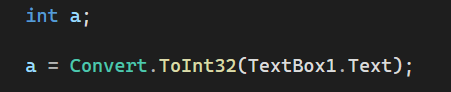 int a;
a = Convert.ToInt32(TextBox1.Text);